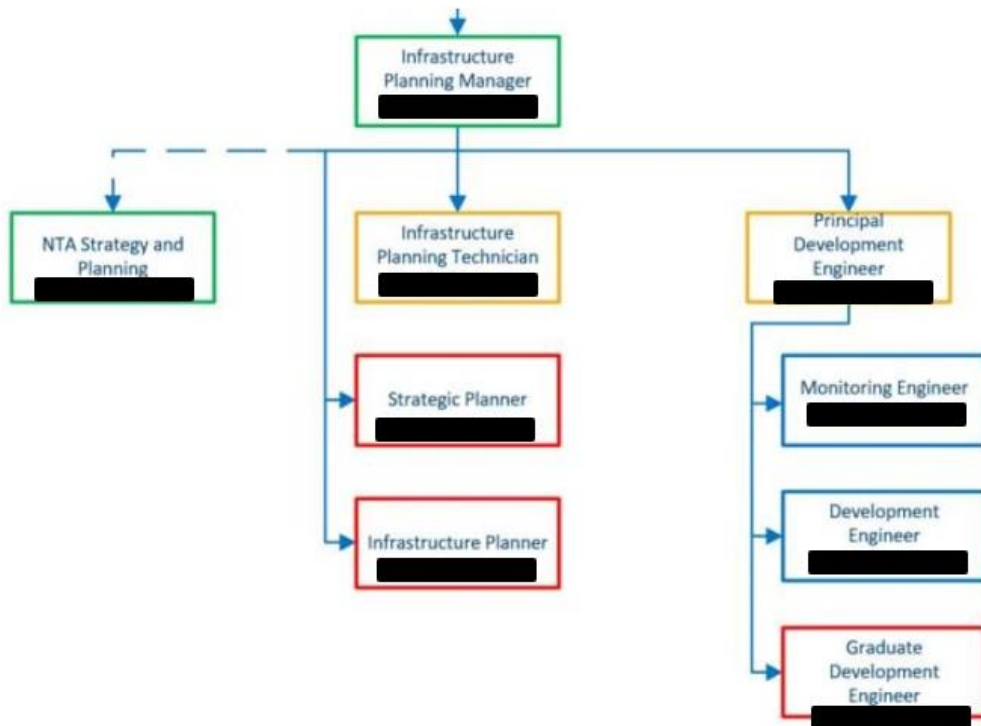 Infrastructure
Planning Manager
NTA Strategy and
Planning
Infrastructure
Planning Technician
Principal
Development
Engineer
Strategic Planner
Monitoring Engineer
Infrastructure Planner
Development
Engineer
Graduate
Development
Engineer